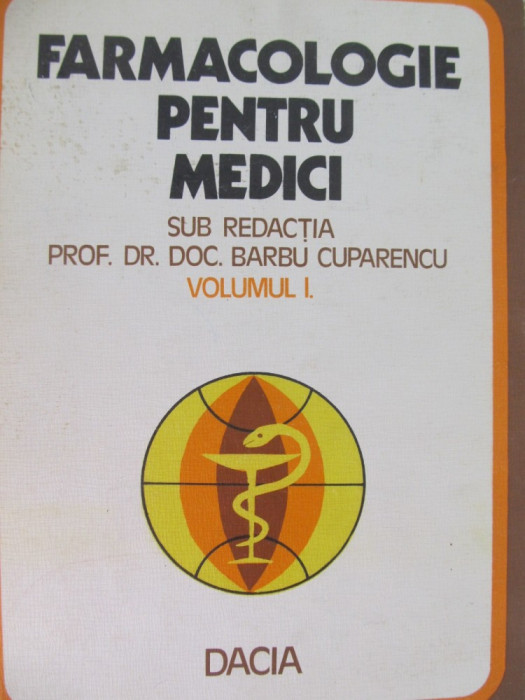 FARMACOLOGIE
PENTRU
MEDICI
SUB REDACȚIA
PROF. DR. DOC. BARBU CUPARENCU
VOLUMUL I.
DACIA